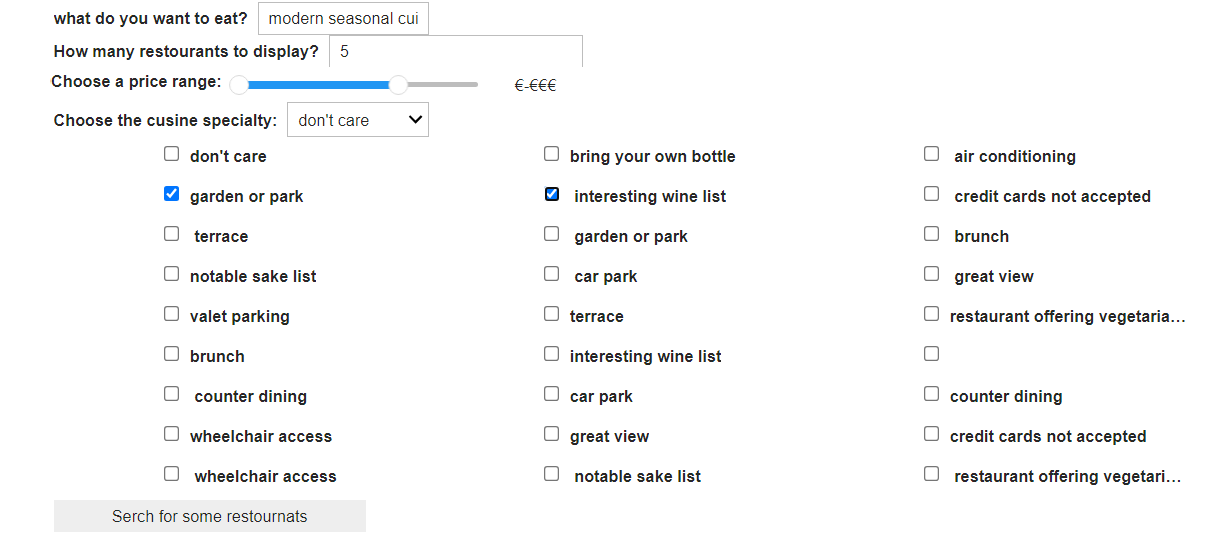 what do you want to eat? modern seasonal cui
How many restourants to display? 5
Choose a price range: €-€€€
Choose the cusine specialty: don't care
don't care bring your own bottle air conditioning
garden or park interesting wine list credit cards not accepted
terrace garden or park brunch
notable sake list car park great view
valet parking terrace restaurant offering vegetaria…
brunch interesting wine list
counter dining car park counter dining
wheelchair access great view credit cards not accepted
wheelchair access notable sake list restaurant offering vegetari…
Serch for some restournats